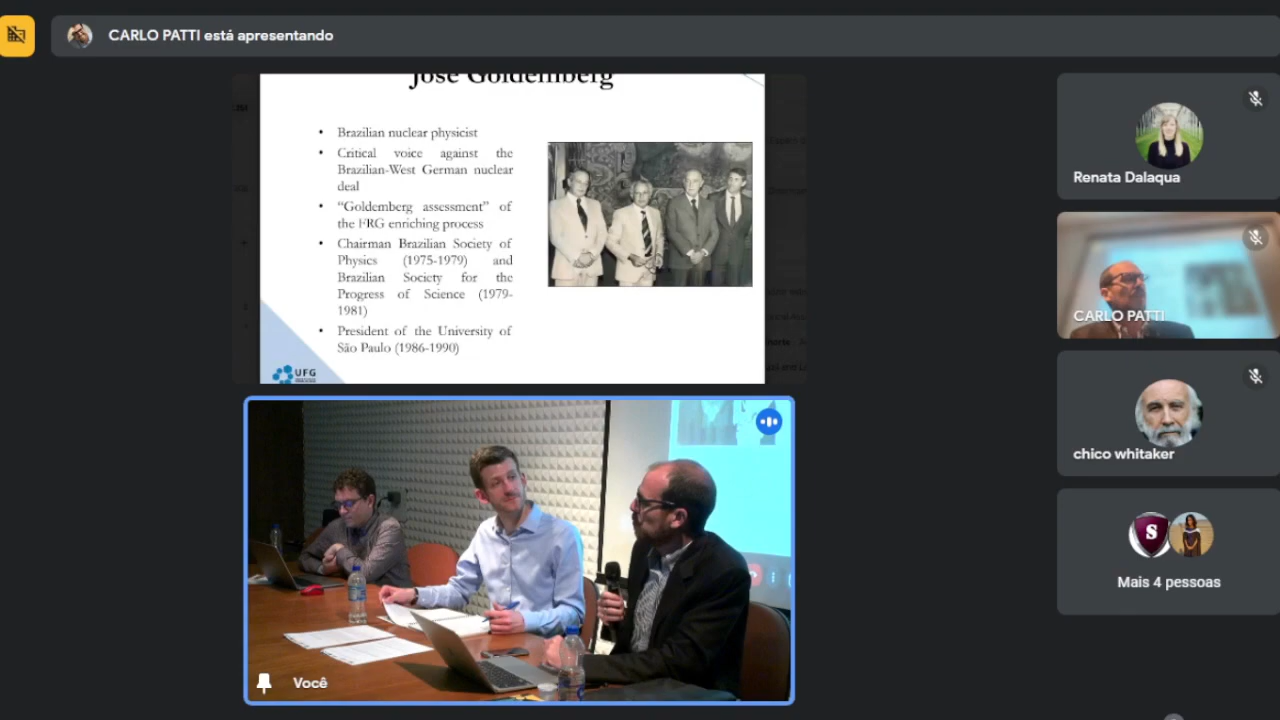 CARLO PATTI está apresentando
José Goldemberg
• Brazilian nuclear physicist
• Critical voice against the
Brazilian-West German nuclear
deal
• “Goldemberg assessment” of
the FRG enriching process
• Chairman Brazilian Society of
Physics (1975-1979) and
Brazilian Society for the
Progress of Science (1979-
1981)
• President of the University of
São Paulo (1986-1990)
UFG
Você
Renata Dalaqua
CARLO PATTI
chico whitaker
S
Mais 4 pessoas